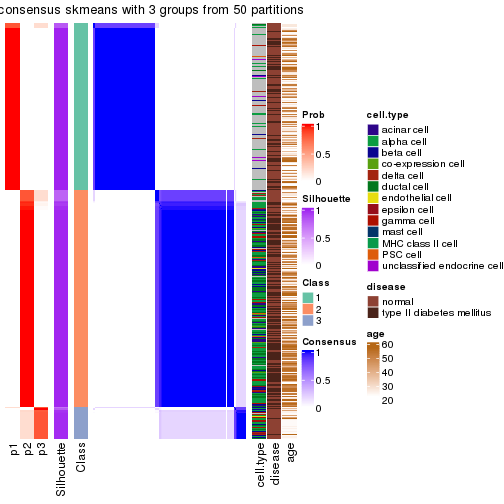 consensus skmeans with 3 groups from 50 partitions
p1
p2
p3
Silhouette
Class
cell.type
disease
age
Prob
1
0.5
0
Silhouette
1
0.5
0
Class
1
2
3
Consensus
1
0.5
0
cell.type
acinar cell
alpha cell
beta cell
co-expression cell
delta cell
ductal cell
endothelial cell
epsilon cell
gamma cell
mast cell
MHC class II cell
PSC cell
unclassified endocrine cell
disease
normal
type II diabetes mellitus
age
60
50
40
30
20